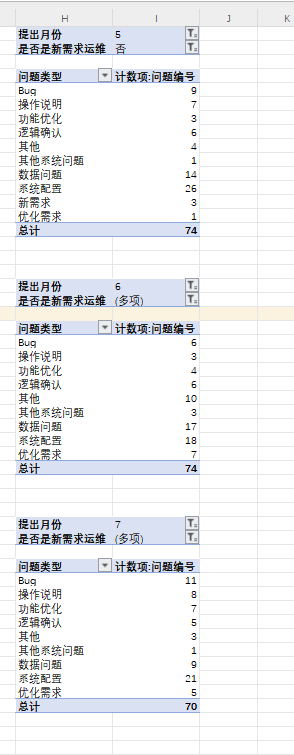 H I J K
提出月份 5
是否是新需求运维 否
问题类型 计数项:问题编号
Bug 9
操作说明 7
功能优化 3
逻辑确认 6
其他 4
其他系统问题 1
数据问题 14
系统配置 26
新需求 3
优化需求 1
总计 74
提出月份 6
是否是新需求运维 (多项)
问题类型 计数项:问题编号
Bug 6
操作说明 3
功能优化 4
逻辑确认 6
其他 10
其他系统问题 3
数据问题 17
系统配置 18
优化需求 7
总计 74
提出月份 7
是否是新需求运维 (多项)
问题类型 计数项:问题编号
Bug 11
操作说明 8
功能优化 7
逻辑确认 5
其他 3
其他系统问题 1
数据问题 9
系统配置 21
优化需求 5
总计 70